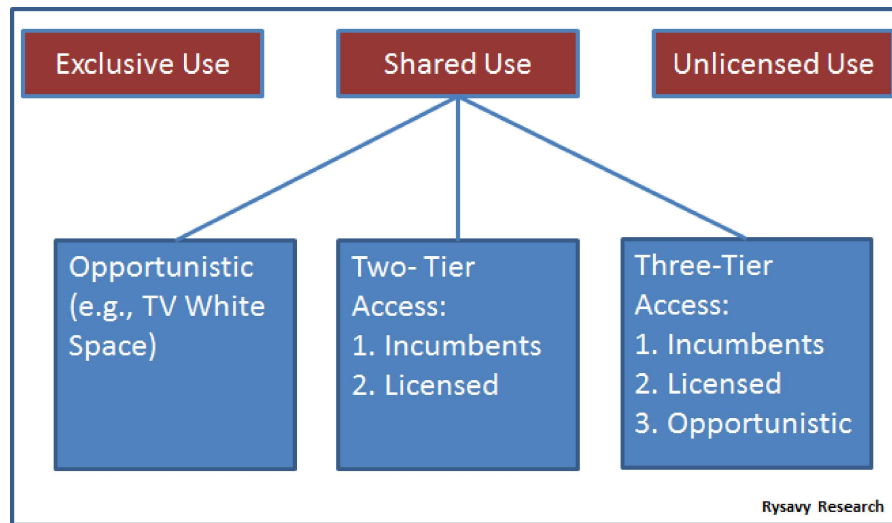 Exclusive Use
Shared Use
Unlicensed Use
Opportunistic
(e.g., TV White
Space)
Two- Tier
Access:
1. Incumbents
2. Licensed
Three-Tier
Access:
1. Incumbents
2. Licensed
3. Opportunistic
Rysavy Research